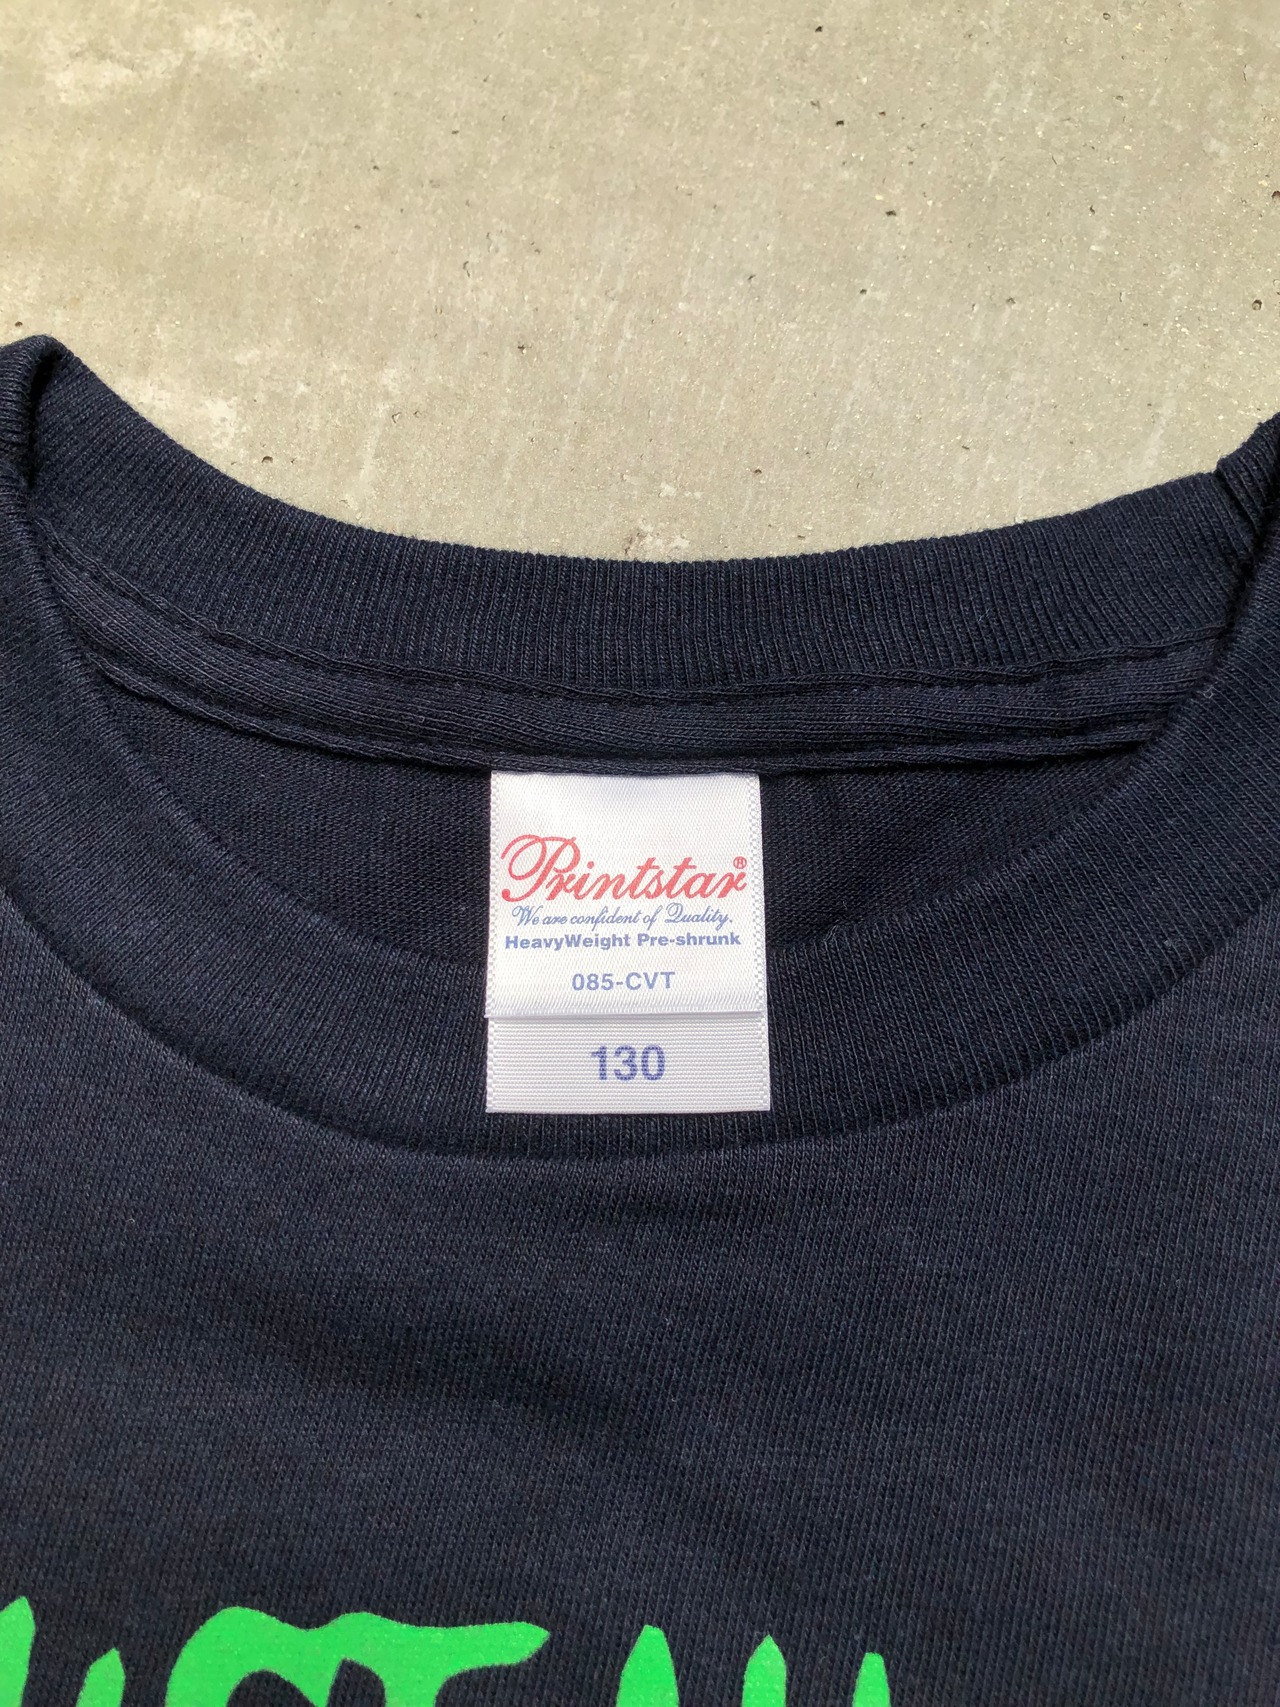 Printstar®
We are confident of Quality.
HeavyWeight Pre-shrunk
085-CVT
130